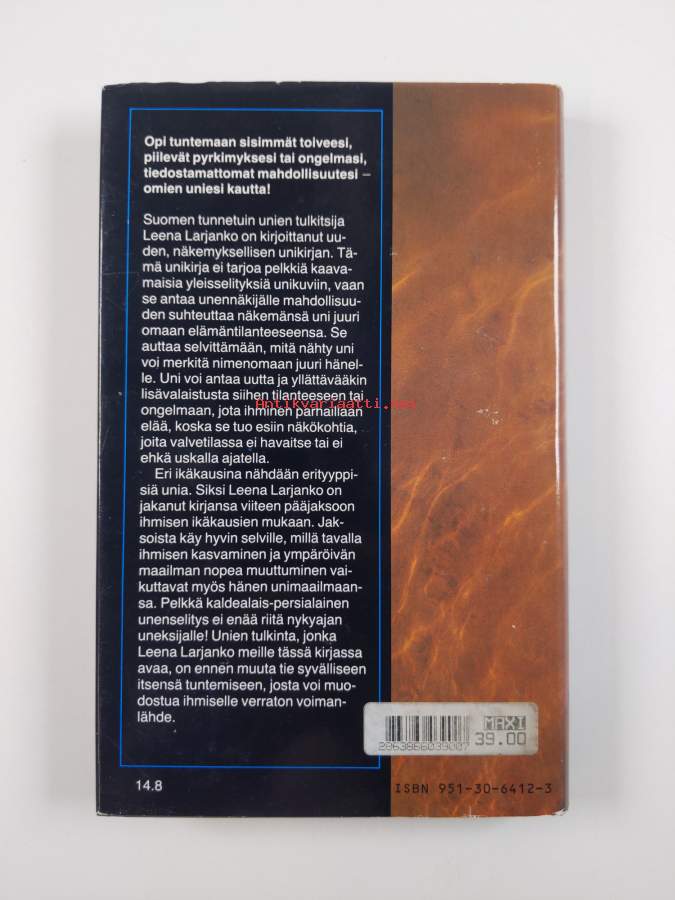 Opi tuntemaan sisimmät toiveesi,
piilevät pyrkimyksesi tai ongelmasi,
tiedostamattomat mahdollisuutesi –
omien uniesi kautta!
Suomen tunnetuin unien tulkitsija
Leena Larjanko on kirjoittanut uu-
den, näkemyksellisen unikirjan. Tä-
mä unikirja ei tarjoa pelkkiä kaava-
maisia yleisselityksiä unikuviin, vaan
se antaa unennäkijälle mahdollisuu-
den suhteuttaa näkemänsä uni juuri
omaan elämäntilanteeseensa. Se
auttaa selvittämään, mitä nähty uni
voi merkitä nimenomaan juuri hänel-
le. Uni voi antaa uutta ja yllättävääkin
lisävalaistusta siihen tilanteeseen tai
ongelmaan, jota ihminen parhaillaan
elää, koska se tuo esiin näkökohtia,
joita valvetilassa ei havaitse tai ei
ehkä uskalla ajatella.
Eri ikäkausina nähdään erityyppi-
siä unia. Siksi Leena Larjanko on
jakanut kirjansa viiteen pääjaksoon
ihmisen ikäkausien mukaan. Jak-
soista käy hyvin selville, millä tavalla
ihmisen kasvaminen ja ympäröivän
maailman nopea muuttuminen vai-
kuttavat myös hänen unimaailmaan-
sa. Pelkkä kaldealais-persialainen
unenselitys ei enää riitä nykyajan
uneksijalle! Unien tulkinta, jonka
Leena Larjanko meille tässä kirjassa
avaa, on ennen muuta tie syvälliseen
itsensä tuntemiseen, josta voi muo-
dostua ihmiselle verraton voiman-
lähde.
Antikvariaatti.net
MAXI
39.00
2863866039007
14.8
ISBN 951-30-6412-3